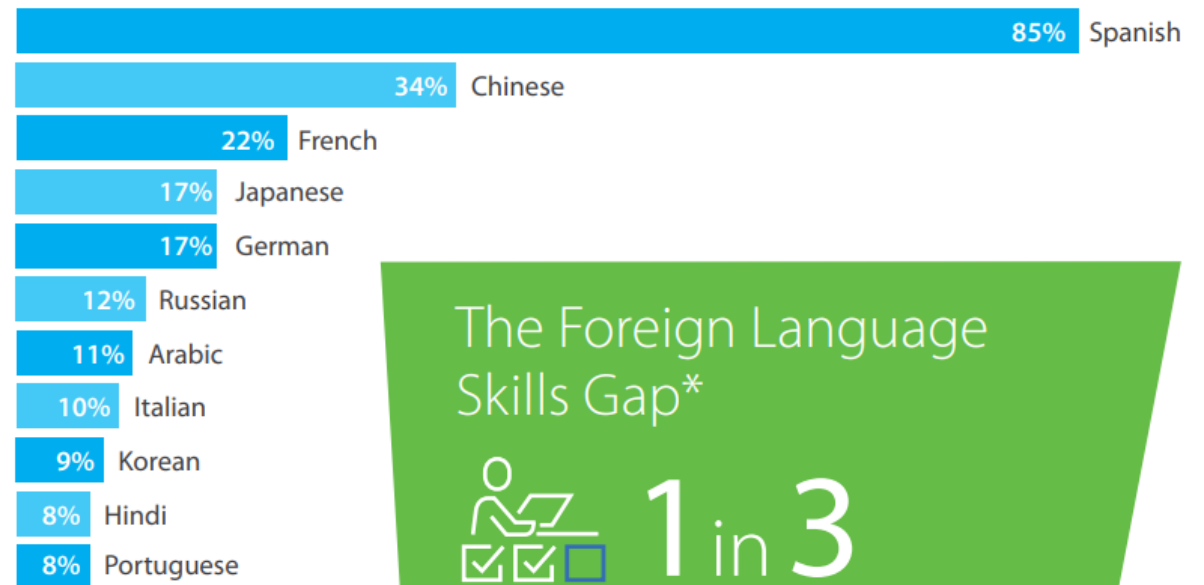 85% Spanish
34% Chinese
22% French
17% Japanese
17% German
12% Russian
11% Arabic
10% Italian
9% Korean
8% Hindi
8% Portuguese
The Foreign Language
Skills Gap*
1 in 3